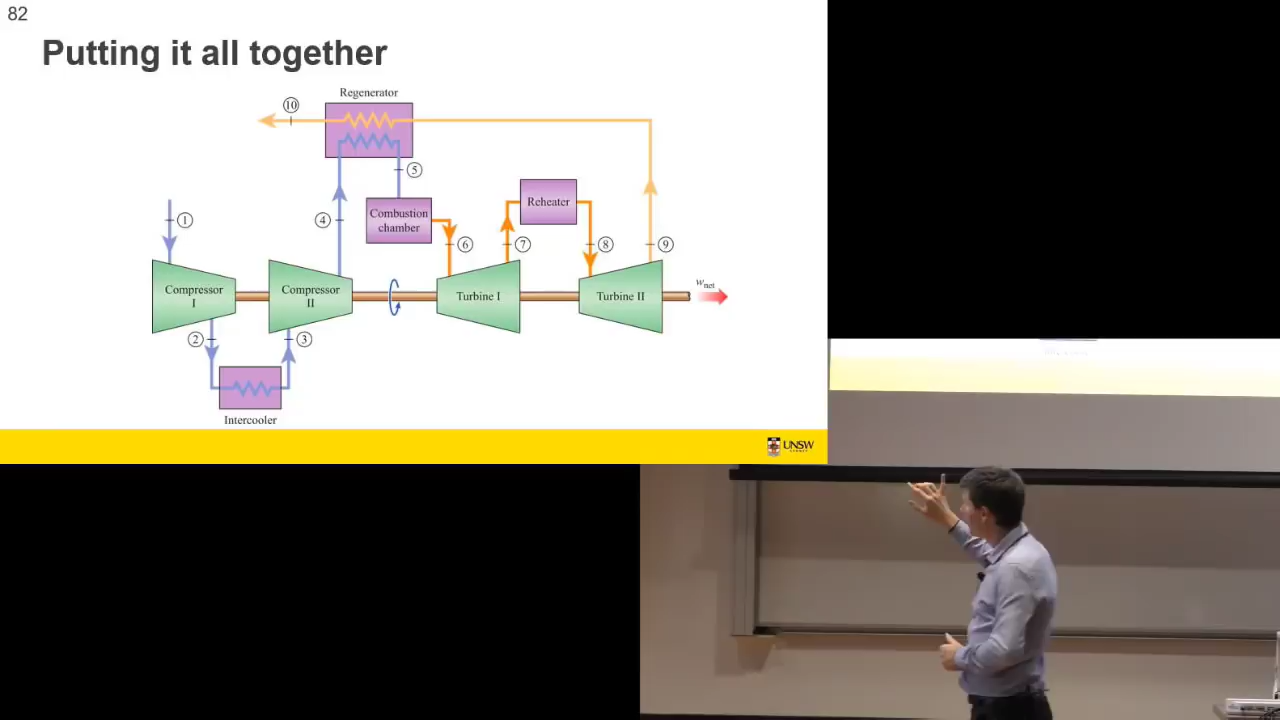 82
Putting it all together
Regenerator
10
5
Combustion
chamber
Reheater
1
4
6
7
8
9
Compressor
I
Compressor
II
Turbine I
Turbine II
wnet
2
3
Intercooler
UNSW
SYDNEY